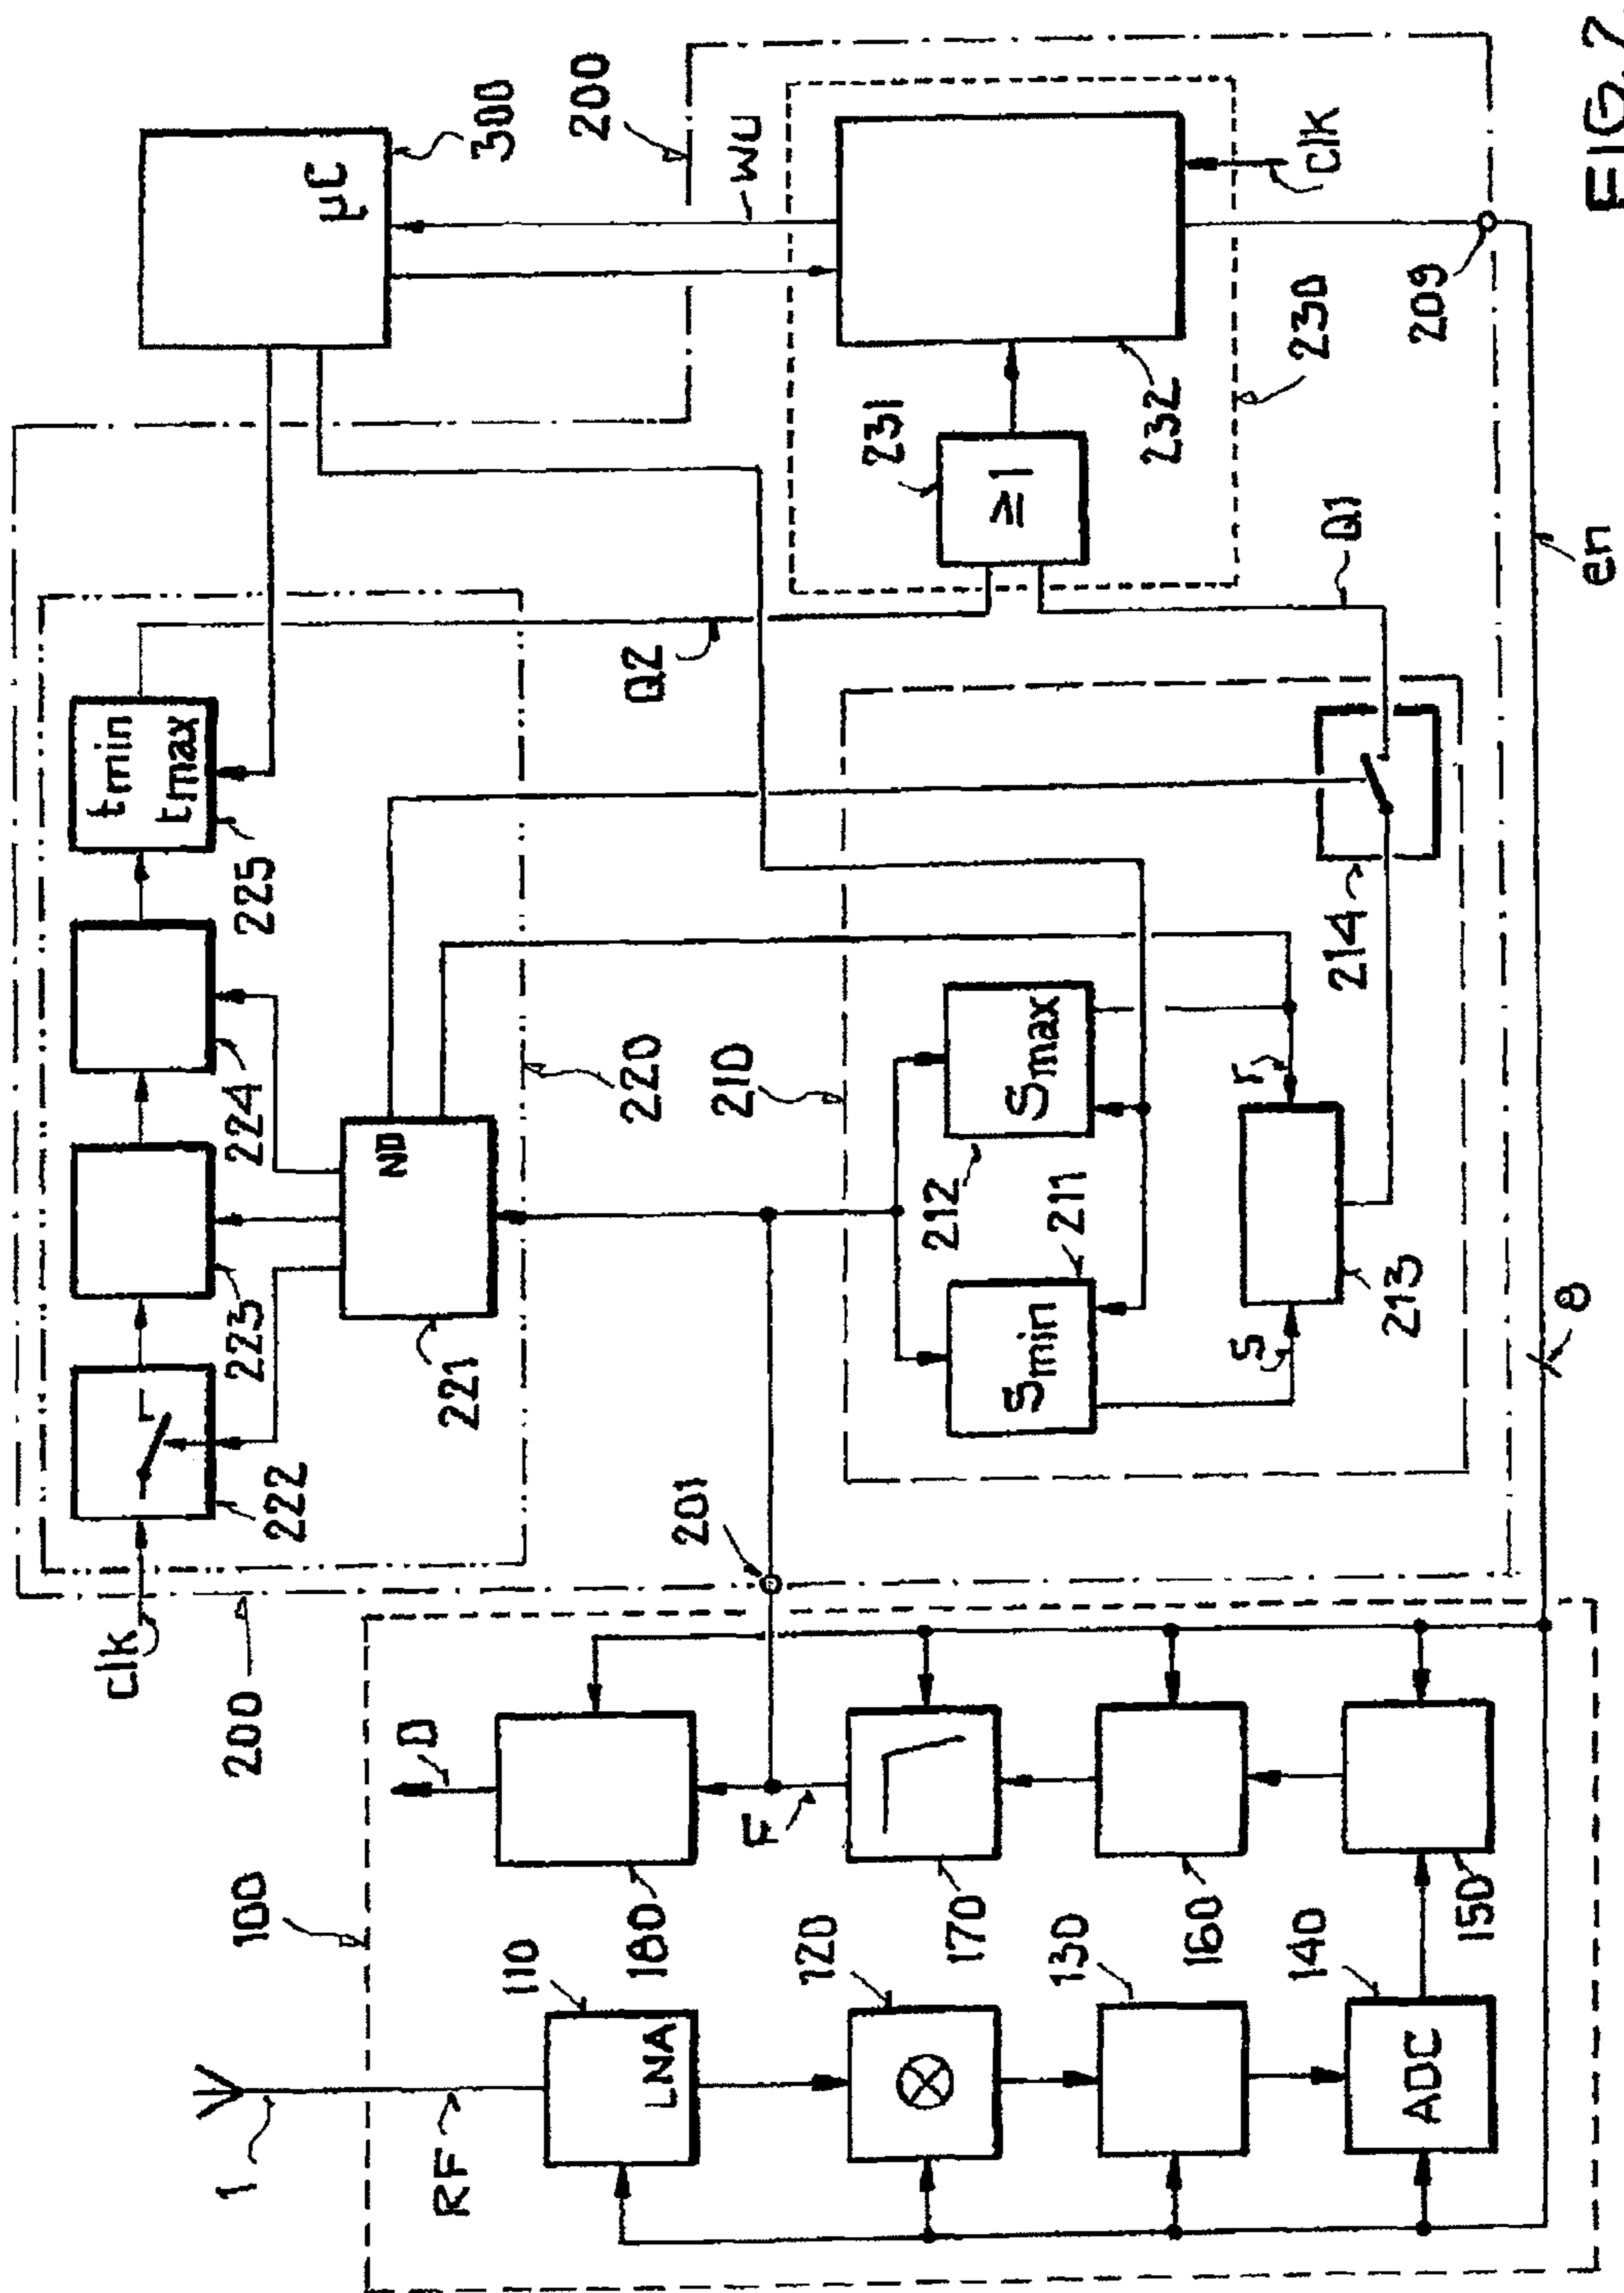 FIG. 7
1
RF
100
110
LNA
120
130
140
ADC
150
160
170
180
F
D
8
en
200
201
clk
222
223
224
225
tmin
tmax
221
ND
220
210
211
Smin
212
Smax
S
r
213
214
Q1
Q2
230
231
≥1
232
clk
209
WU
200
300
µC